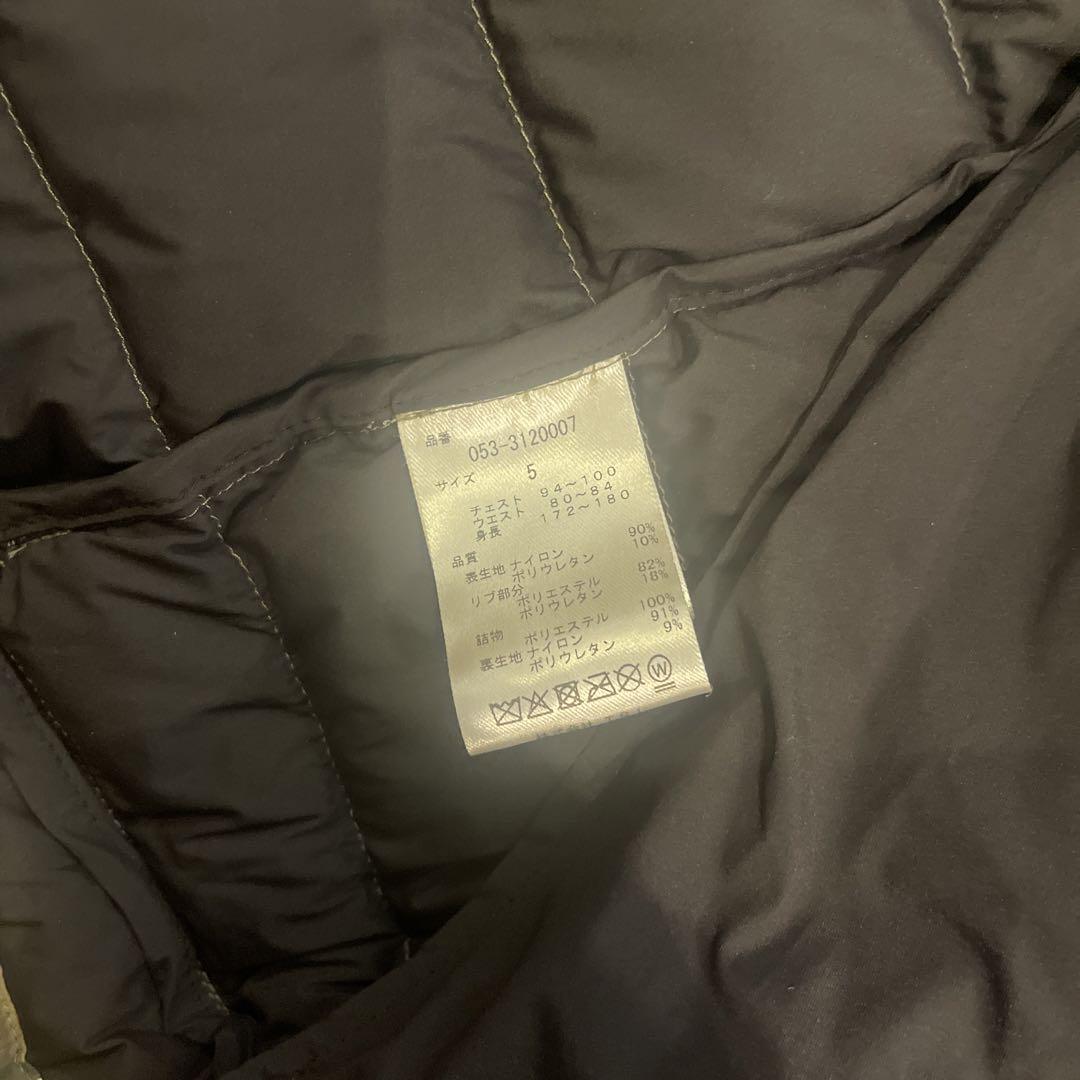 品番 053-3120007
サイズ 5
チェスト 94～100
ウエスト 80～84
身長 172～180
品質
表生地 ナイロン 90%
ポリウレタン 10%
リブ部分 ポリエステル 82%
ポリウレタン 18%
詰物 ポリエステル 100%
裏生地 ナイロン 91%
ポリウレタン 9%
W